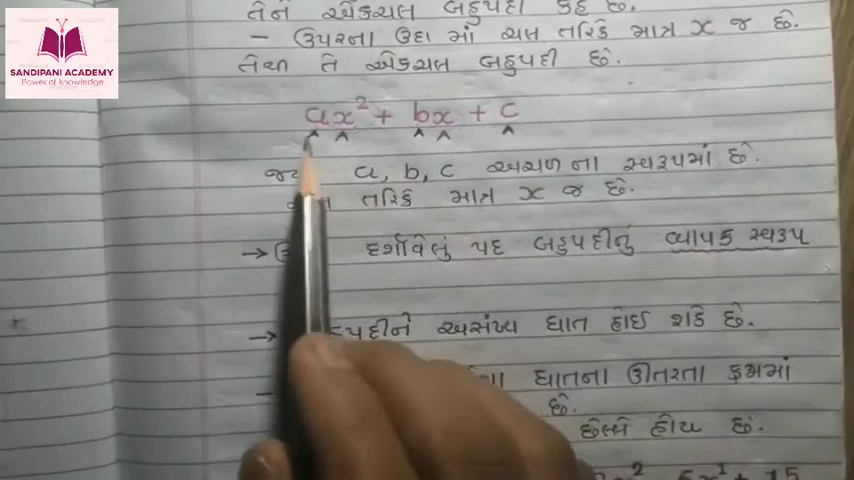 SANDIPANI ACADEMY
Power of Knowledge
તેને એકચલ બહુપદી કહે છે.
- ઉપરના ઉદા માં ચલ તરીકે માત્ર x જ છે.
તેથી તે એકચલ બહુપદી છે.
ax² + bx + c
a, b, c અચળ ના સ્વરૂપમાં છે.
તરિકે માત્ર x જ છે.
→ દર્શાવેલું પદ બહુપદીનું વ્યાપક સ્વરૂપ
→ અસંખ્ય ઘાત હોઈ શકે છે.
ઘાતના ઊતરતા ક્રમમાં
છે.
છેલ્લે હોય છે.